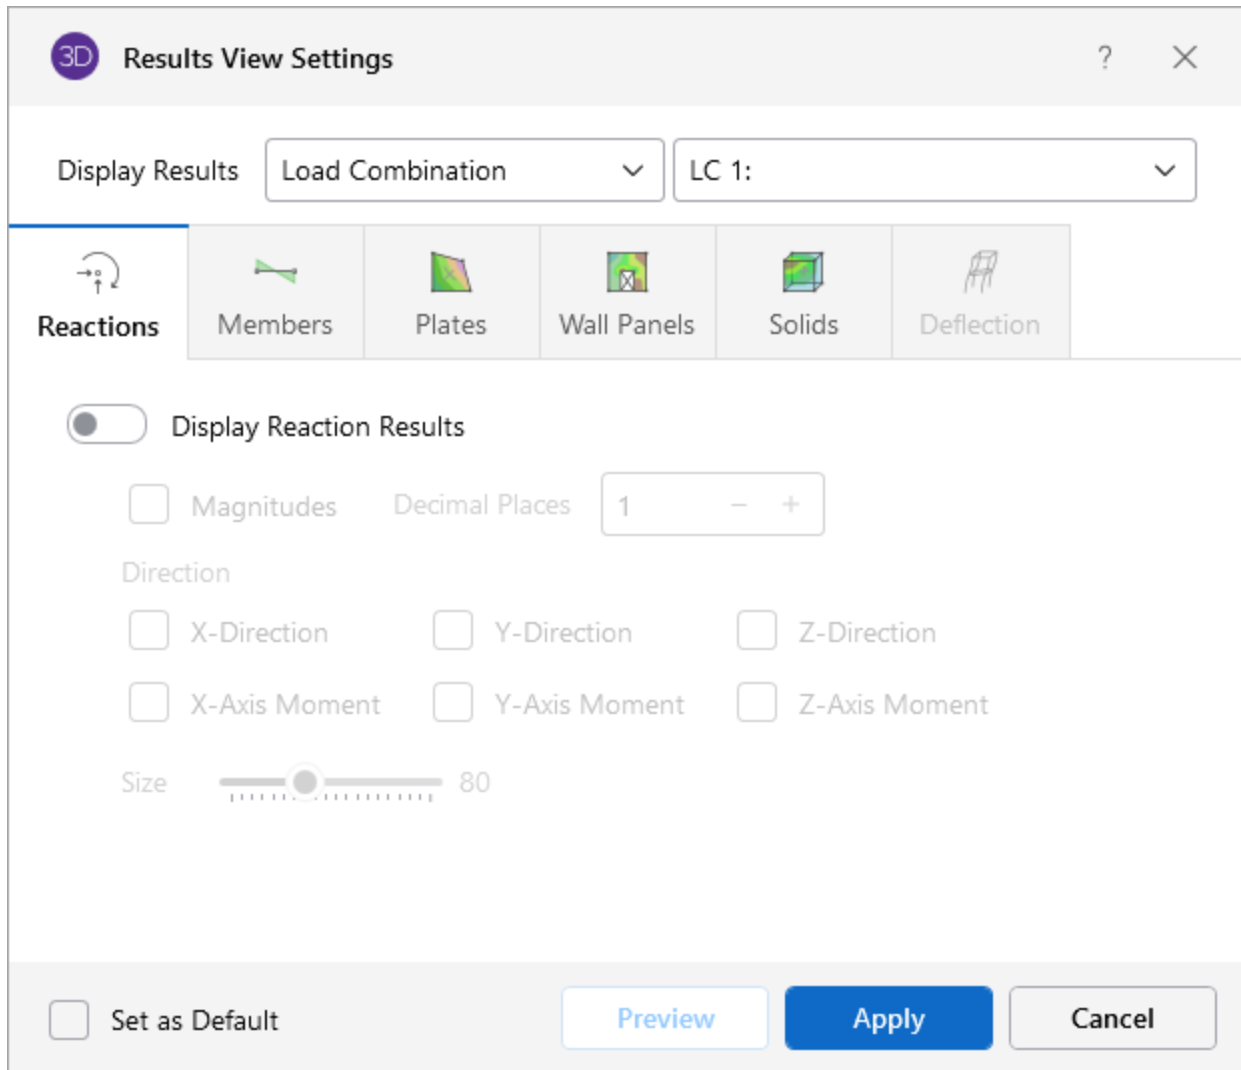 3D Results View Settings ?
Display Results Load Combination LC 1:
Reactions Members Plates Wall Panels Solids Deflection
Display Reaction Results
Magnitudes Decimal Places 1 − +
Direction
X-Direction Y-Direction Z-Direction
X-Axis Moment Y-Axis Moment Z-Axis Moment
Size 80
Set as Default Preview Apply Cancel